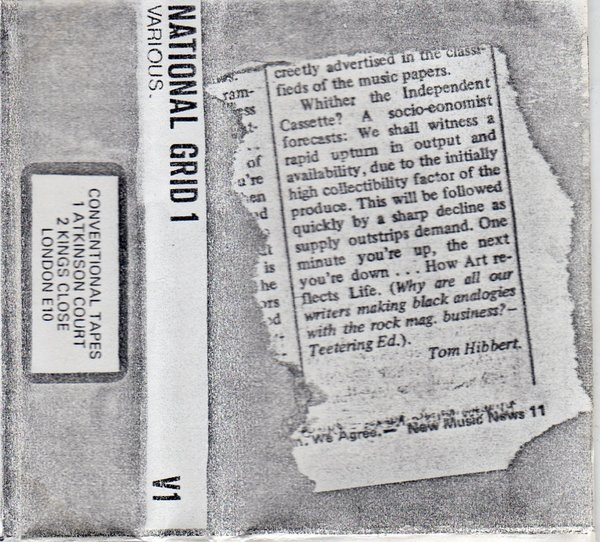 NATIONAL GRID 1
VARIOUS.
V1
CONVENTIONAL TAPES
1 ATKINSON COURT
2 KINGS CLOSE
LONDON E10
creetly advertised in the classi-
fieds of the music papers.
Whither the Independent
Cassette? A socio-eonomist
forecasts: We shall witness a
rapid upturn in output and
availability, due to the initially
high collectibility factor of the
produce. This will be followed
quickly by a sharp decline as
supply outstrips demand. One
minute you're up, the next
you're down . . . How Art re-
flects Life. (Why are all our
writers making black analogies
with the rock mag. business?—
Teetering Ed.).
Tom Hibbert.
We Agree.— New Music News 11
ram-
of
u're
is